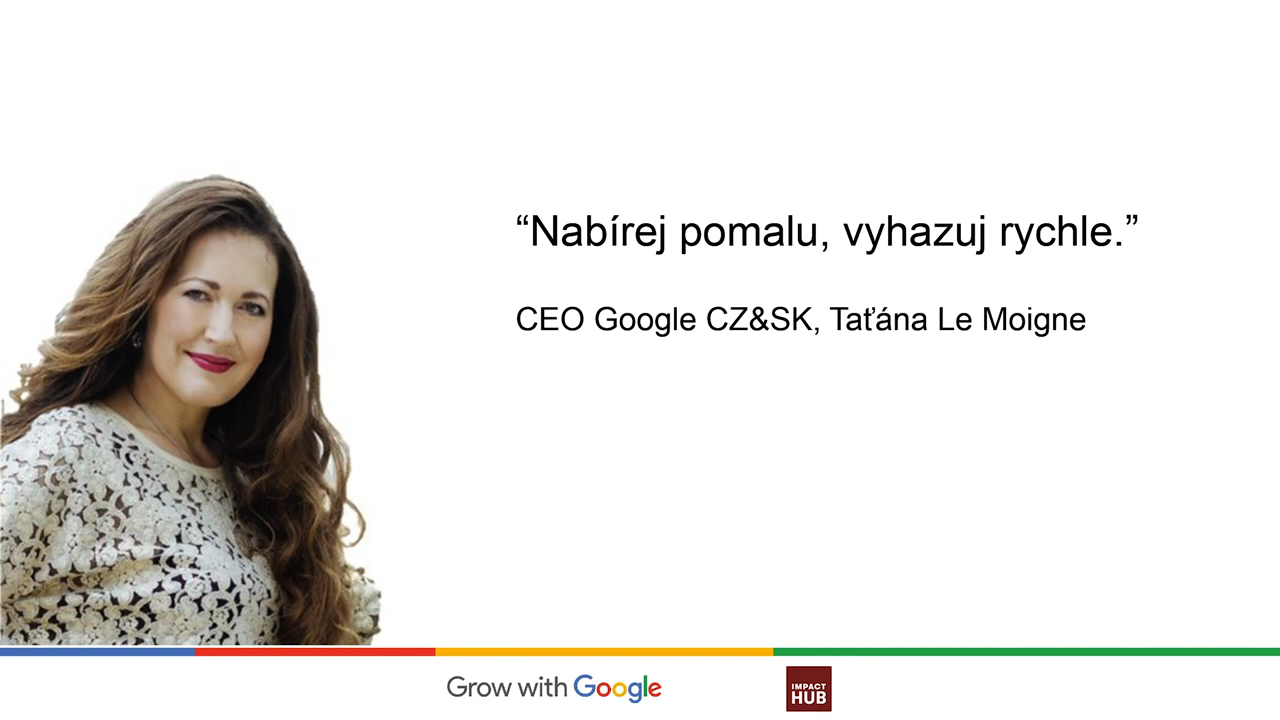 “Nabírej pomalu, vyhazuj rychle.”
CEO Google CZ&SK, Taťána Le Moigne
Grow with Google
IMPACT
HUB